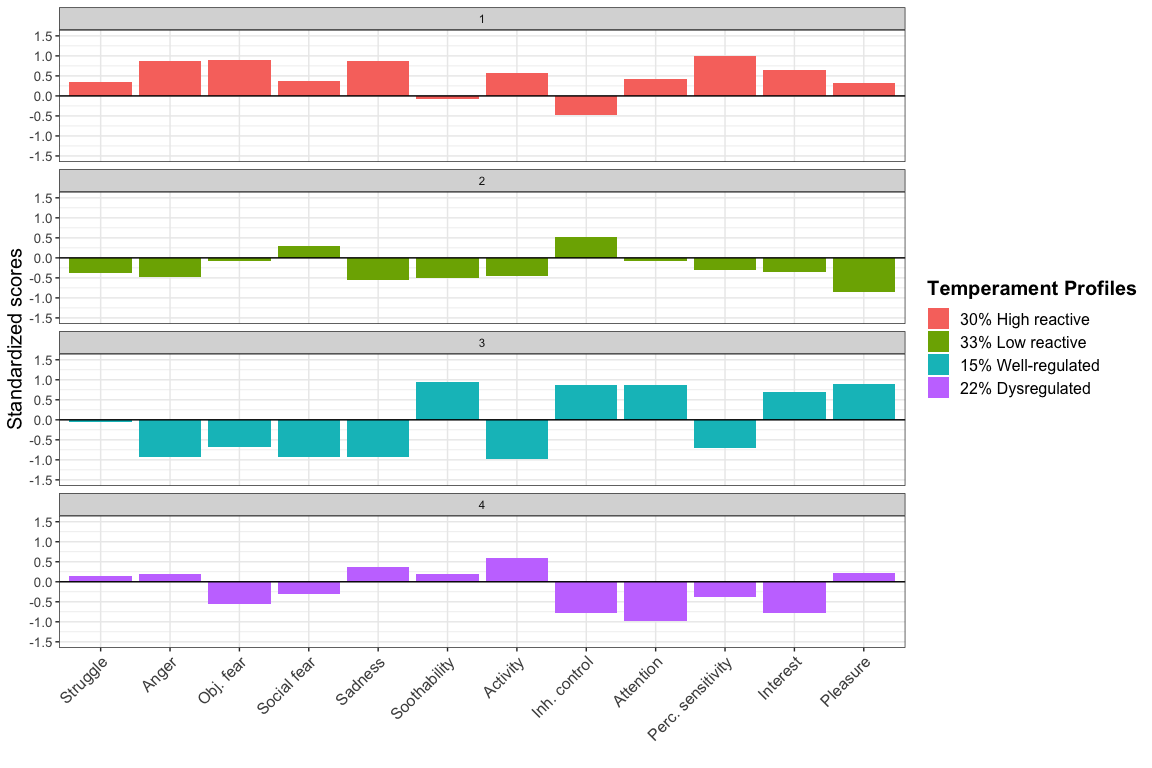 1
1.5
1.0
0.5
0.0
-0.5
-1.0
-1.5
2
1.5
1.0
0.5
0.0
-0.5
-1.0
-1.5
3
1.5
1.0
0.5
0.0
-0.5
-1.0
-1.5
4
1.5
1.0
0.5
0.0
-0.5
-1.0
-1.5
Standardized scores
Struggle
Anger
Obj. fear
Social fear
Sadness
Soothability
Activity
Inh. control
Attention
Perc. sensitivity
Interest
Pleasure
Temperament Profiles
30% High reactive
33% Low reactive
15% Well-regulated
22% Dysregulated